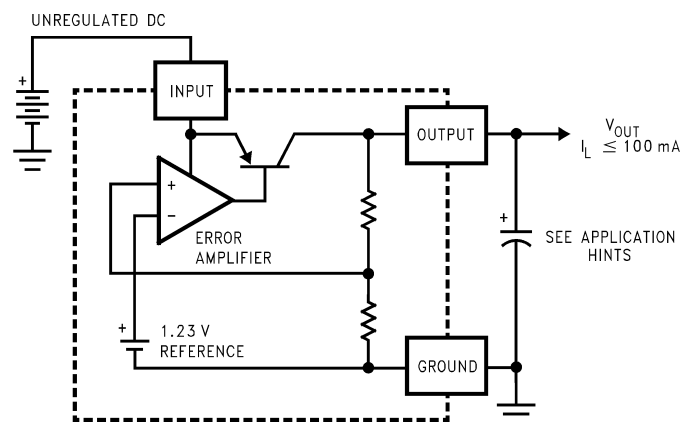 UNREGULATED DC
+
INPUT
OUTPUT
V_OUT
I_L ≤ 100 mA
+
−
ERROR
AMPLIFIER
+
SEE APPLICATION
HINTS
+
1.23 V
REFERENCE
GROUND